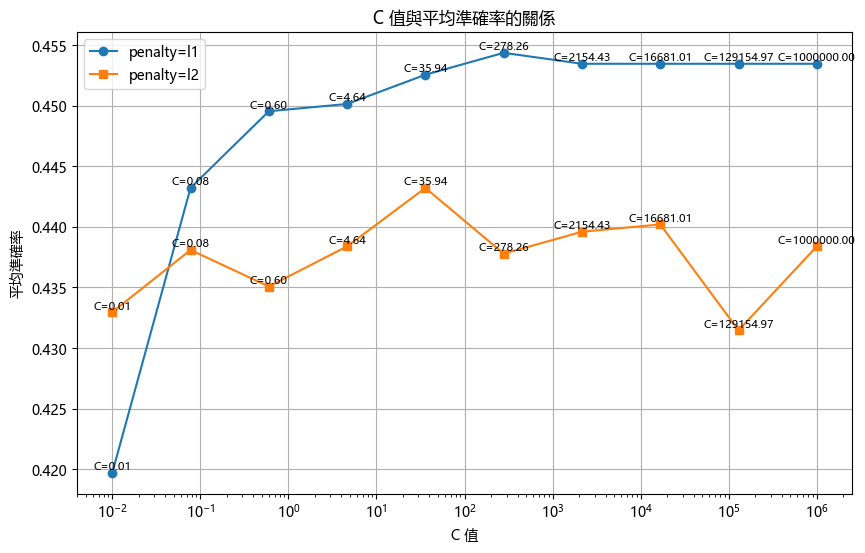 C 值與平均準確率的關係
penalty=l1
penalty=l2
平均準確率
0.455
0.450
0.445
0.440
0.435
0.430
0.425
0.420
C=0.01
C=0.08
C=0.60
C=4.64
C=35.94
C=278.26
C=2154.43
C=16681.01
C=129154.97
C=1000000.00
C=0.01
C=0.08
C=0.60
C=4.64
C=35.94
C=278.26
C=2154.43
C=16681.01
C=129154.97
C=1000000.00
10⁻² 10⁻¹ 10⁰ 10¹ 10² 10³ 10⁴ 10⁵ 10⁶
C 值